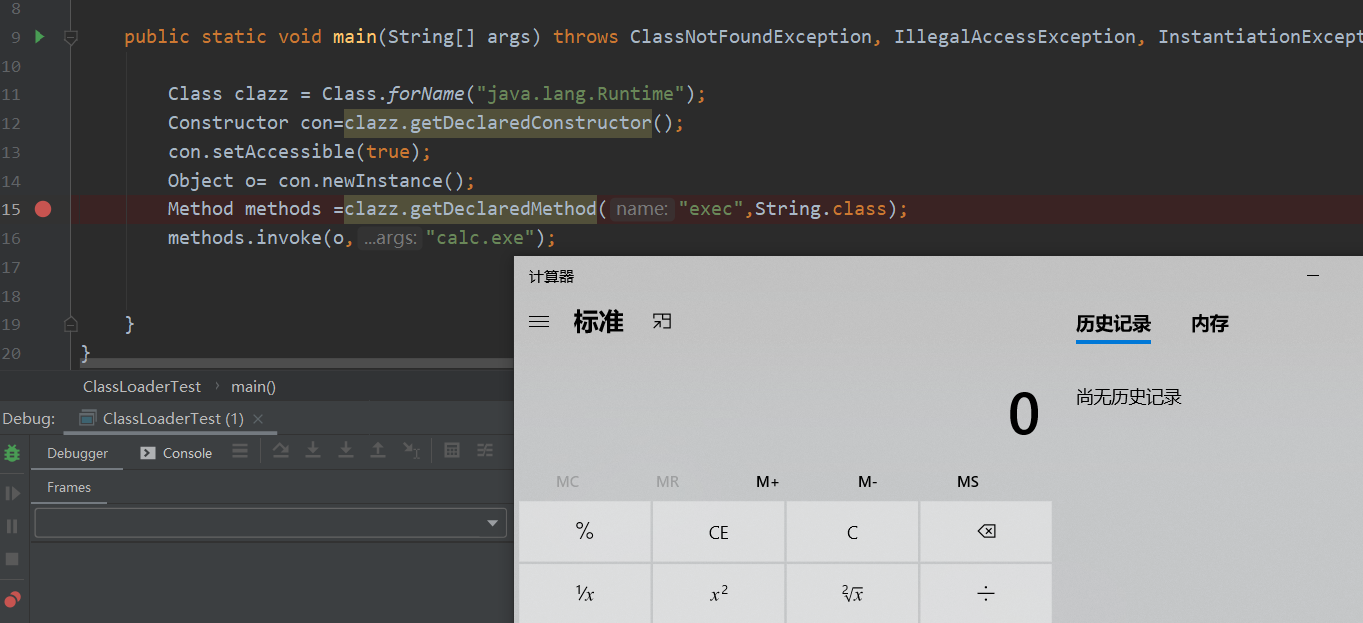 8
9 public static void main(String[] args) throws ClassNotFoundException, IllegalAccessException, InstantiationExcept
10
11 Class clazz = Class.forName("java.lang.Runtime");
12 Constructor con=clazz.getDeclaredConstructor();
13 con.setAccessible(true);
14 Object o= con.newInstance();
15 Method methods =clazz.getDeclaredMethod( name: "exec",String.class);
16 methods.invoke(o, ...args: "calc.exe");
17
18
19 }
20 }
ClassLoaderTest › main()
Debug: ClassLoaderTest (1) ×
Debugger Console
Frames
计算器
标准
历史记录 内存
0
尚无历史记录
MC MR M+ M- MS
% CE C ⌫
¹/x x² ²√x ÷